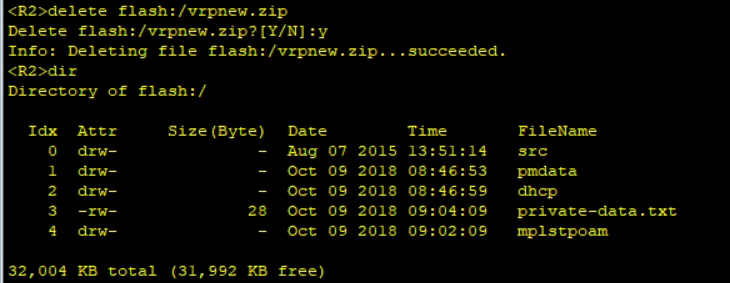 <R2>delete flash:/vrpnew.zip
Delete flash:/vrpnew.zip?[Y/N]:y
Info: Deleting file flash:/vrpnew.zip...succeeded.
<R2>dir
Directory of flash:/
Idx  Attr     Size(Byte)  Date        Time       FileName
0  drw-              -  Aug 07 2015 13:51:14   src
1  drw-              -  Oct 09 2018 08:46:53   pmdata
2  drw-              -  Oct 09 2018 08:46:59   dhcp
3  -rw-             28  Oct 09 2018 09:04:09   private-data.txt
4  drw-              -  Oct 09 2018 09:02:09   mplstpoam
32,004 KB total (31,992 KB free)